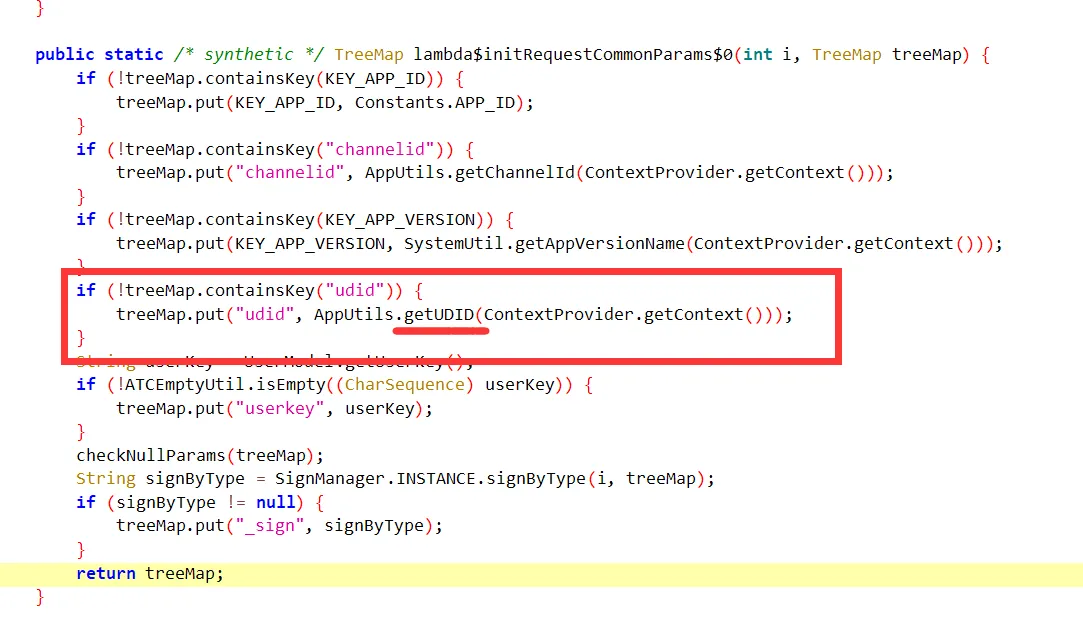 }
public static /* synthetic */ TreeMap lambda$initRequestCommonParams$0(int i, TreeMap treeMap) {
if (!treeMap.containsKey(KEY_APP_ID)) {
treeMap.put(KEY_APP_ID, Constants.APP_ID);
}
if (!treeMap.containsKey("channelid")) {
treeMap.put("channelid", AppUtils.getChannelId(ContextProvider.getContext()));
}
if (!treeMap.containsKey(KEY_APP_VERSION)) {
treeMap.put(KEY_APP_VERSION, SystemUtil.getAppVersionName(ContextProvider.getContext()));
}
if (!treeMap.containsKey("udid")) {
treeMap.put("udid", AppUtils.getUDID(ContextProvider.getContext()));
}
String userKey = UserModel.getUserKey();
if (!ATCEmptyUtil.isEmpty((CharSequence) userKey)) {
treeMap.put("userkey", userKey);
}
checkNullParams(treeMap);
String signByType = SignManager.INSTANCE.signByType(i, treeMap);
if (signByType != null) {
treeMap.put("_sign", signByType);
}
return treeMap;
}